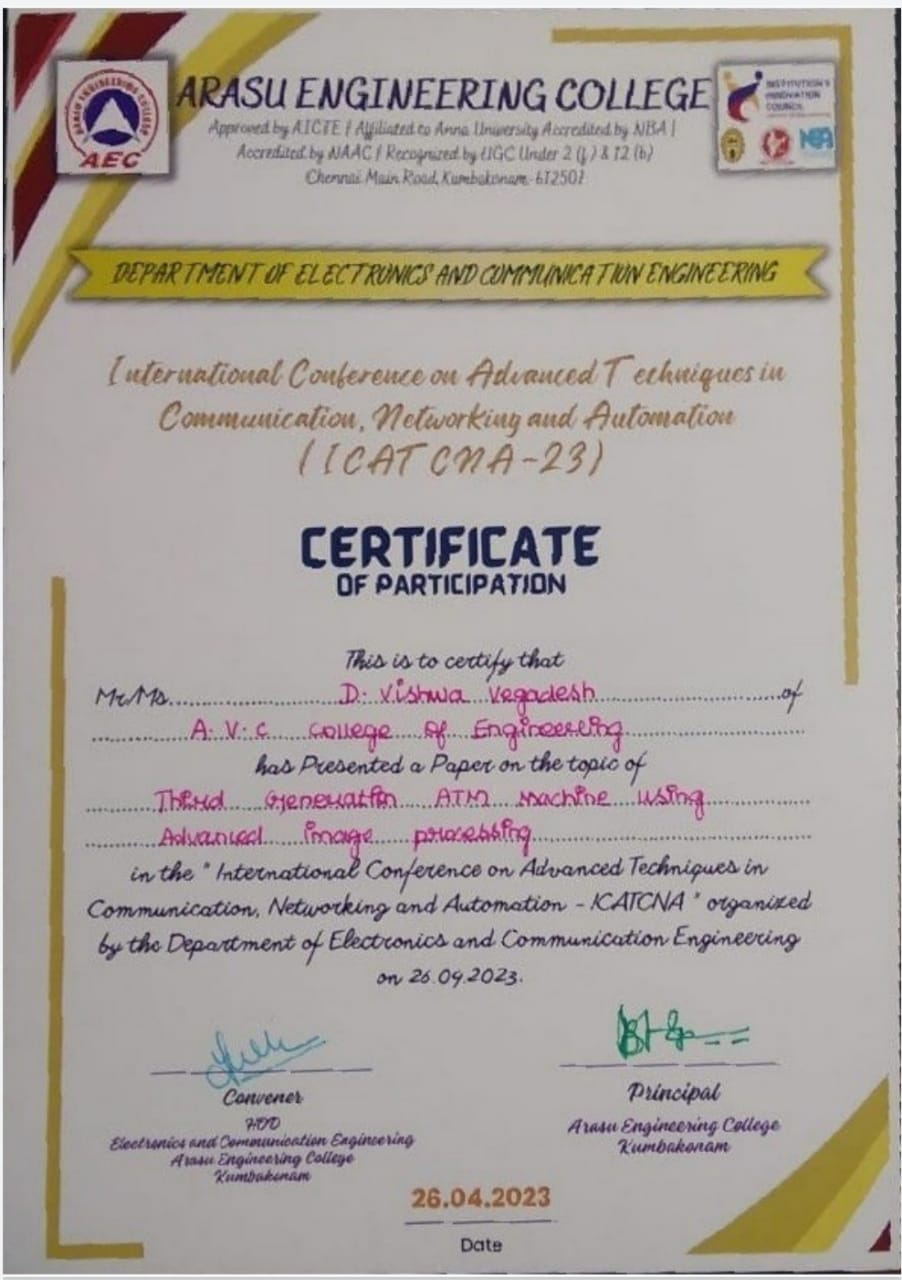 ARASU ENGINEERING COLLEGE
Approved by AICTE | Affiliated to Anna University Accredited by NBA |
Accredited by NAAC | Recognized by UGC Under 2 (f) & 12 (b)
Chennai Main Road, Kumbakonam-612501
ARASU ENGINEERING COLLEGE
AEC
INSTITUTION'S
INNOVATION
COUNCIL
DEPARTMENT OF ELECTRONICS AND COMMUNICATION ENGINEERING
International Conference on Advanced Techniques in
Communication, Networking and Automation
(ICATCNA-23)
CERTIFICATE
OF PARTICIPATION
This is to certify that
Mr/Ms. D. Vishwa Vegadesh of
A.V.C College of Engineering
has Presented a Paper on the topic of
Third Generation ATM machine using
Advanced image processing
in the "International Conference on Advanced Techniques in
Communication, Networking and Automation - ICATCNA" organized
by the Department of Electronics and Communication Engineering
on 26.04.2023.
Convener
HOD
Electronics and Communication Engineering
Arasu Engineering College
Kumbakonam
Principal
Arasu Engineering College
Kumbakonam
26.04.2023
Date